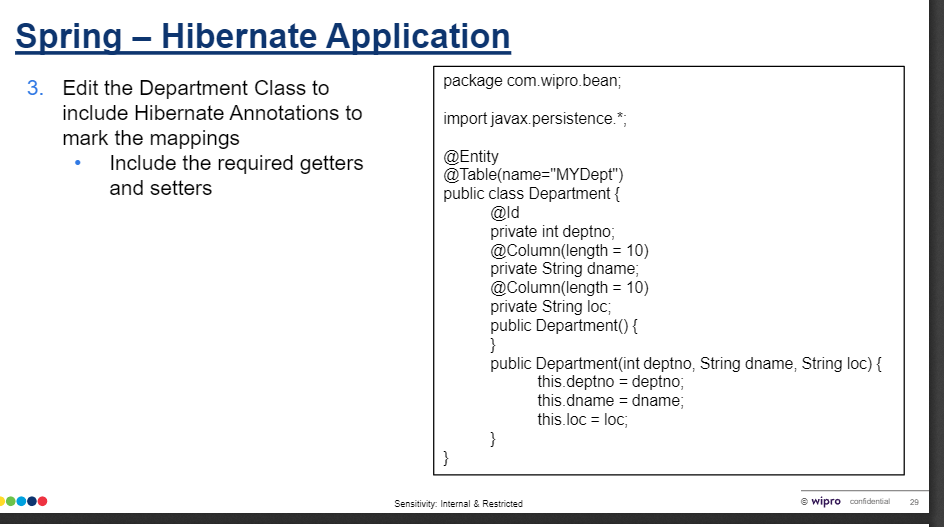 Spring – Hibernate Application
3. Edit the Department Class to
include Hibernate Annotations to
mark the mappings
• Include the required getters
and setters
package com.wipro.bean;
import javax.persistence.*;
@Entity
@Table(name="MYDept")
public class Department {
@Id
private int deptno;
@Column(length = 10)
private String dname;
@Column(length = 10)
private String loc;
public Department() {
}
public Department(int deptno, String dname, String loc) {
this.deptno = deptno;
this.dname = dname;
this.loc = loc;
}
}
Sensitivity: Internal & Restricted
© wipro confidential 29